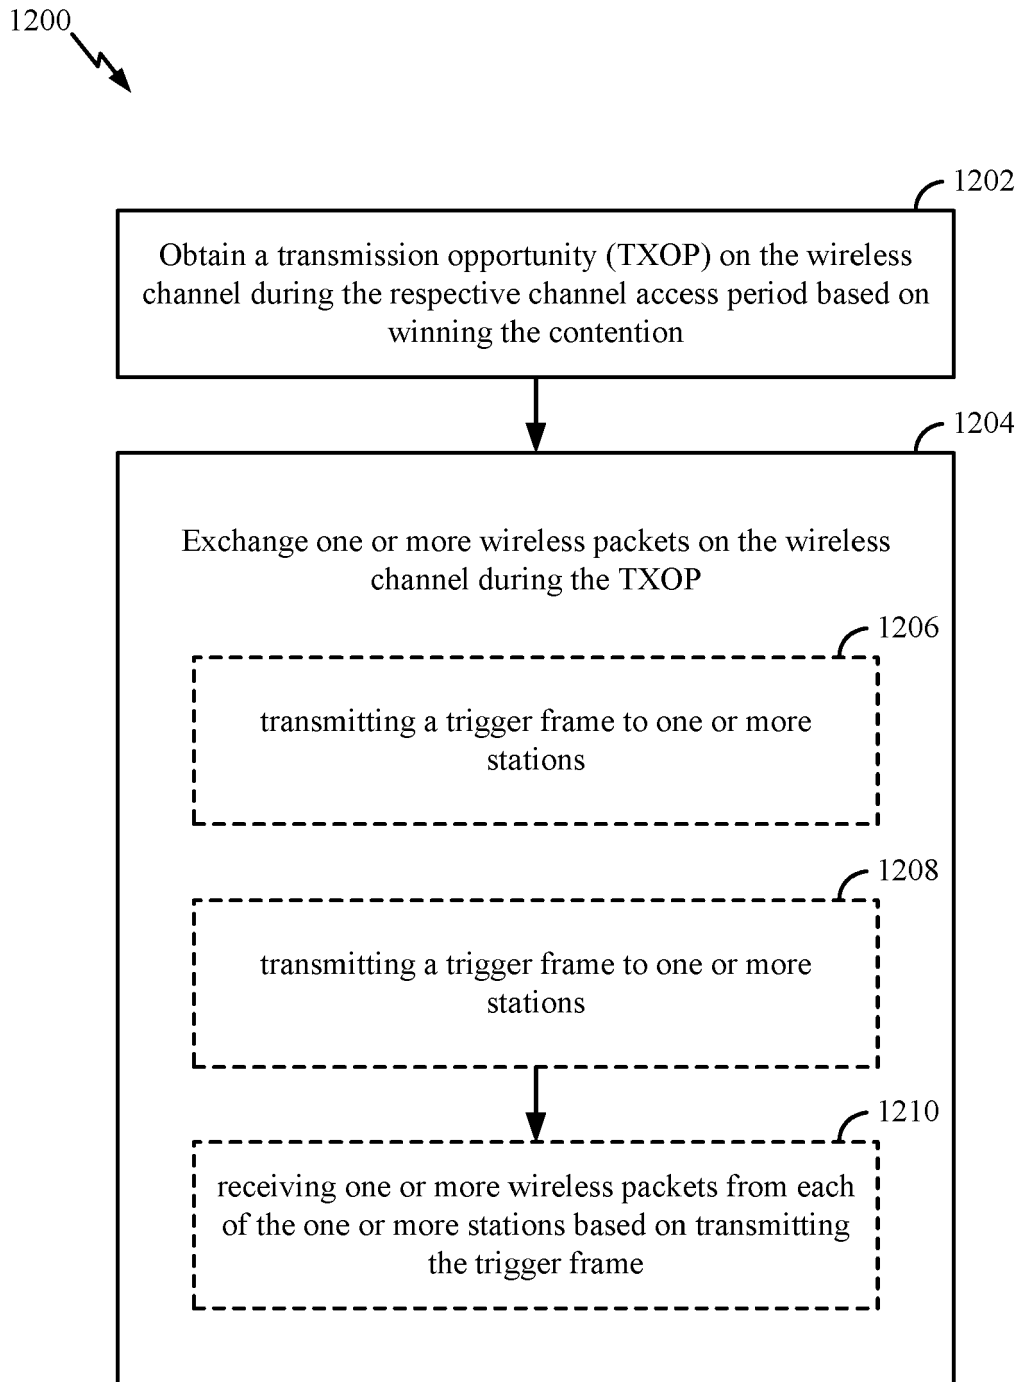 1200
1202
Obtain a transmission opportunity (TXOP) on the wireless
channel during the respective channel access period based on
winning the contention
1204
Exchange one or more wireless packets on the wireless
channel during the TXOP
1206
transmitting a trigger frame to one or more
stations
1208
transmitting a trigger frame to one or more
stations
1210
receiving one or more wireless packets from each
of the one or more stations based on transmitting
the trigger frame